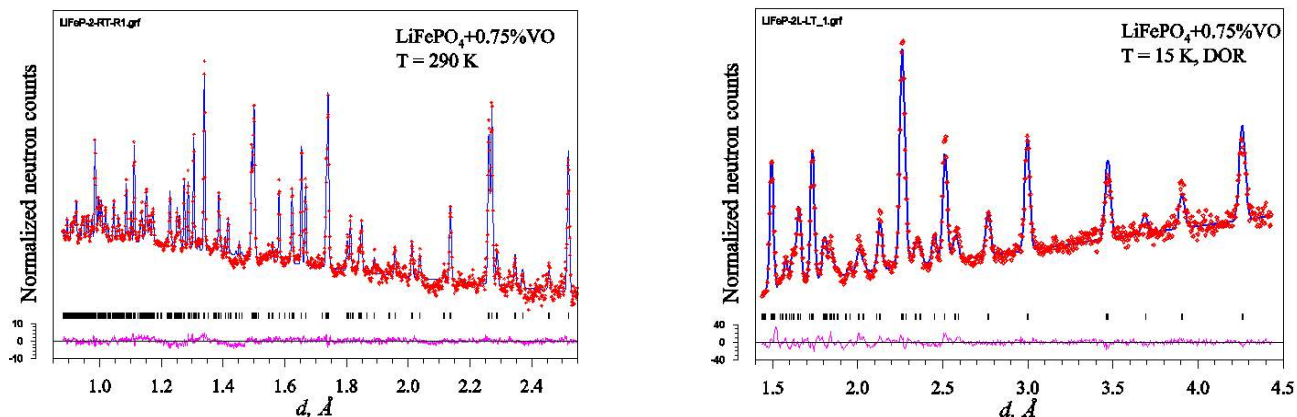 LiFeP-2-RT-R1.grf
LiFePO₄+0.75%VO
T = 290 K
Normalized neutron counts
10
0
-10
1.0 1.2 1.4 1.6 1.8 2.0 2.2 2.4
d, Å
LiFeP-2L-LT_1.grf
LiFePO₄+0.75%VO
T = 15 K, DOR
Normalized neutron counts
40
0
-40
1.5 2.0 2.5 3.0 3.5 4.0 4.5
d, Å